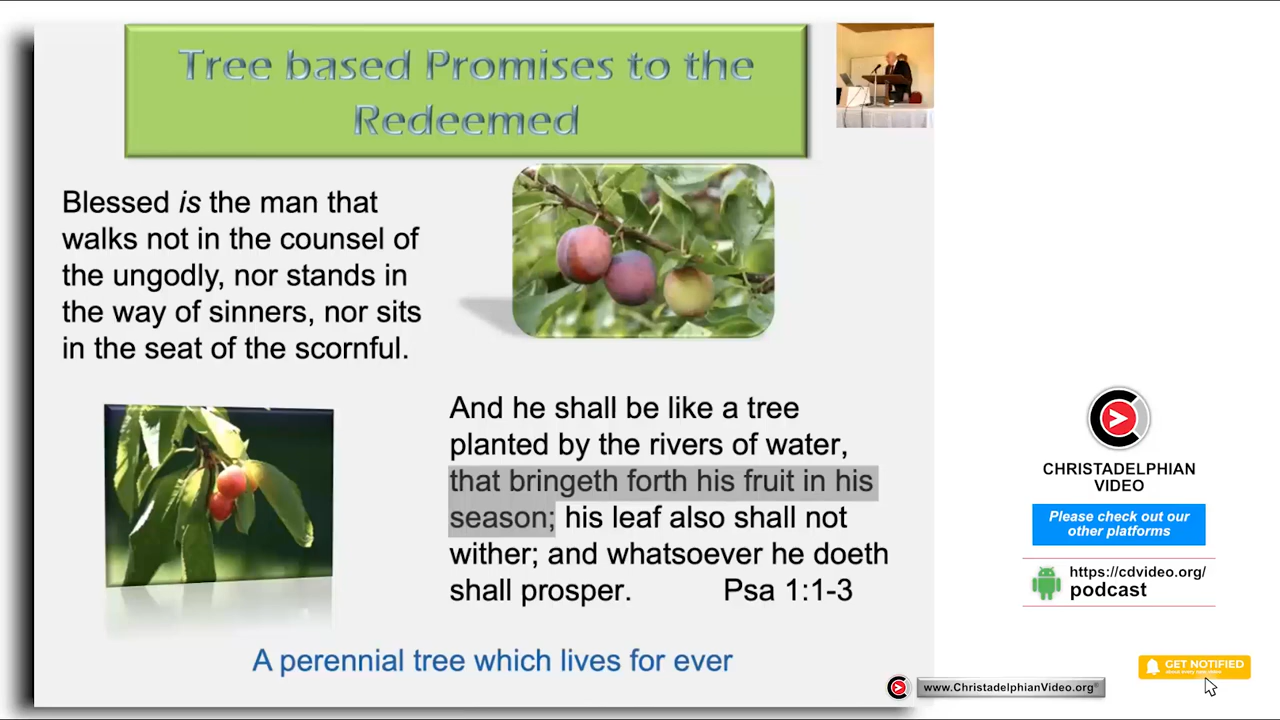 Tree based Promises to the
Redeemed
Blessed is the man that
walks not in the counsel of
the ungodly, nor stands in
the way of sinners, nor sits
in the seat of the scornful.
And he shall be like a tree
planted by the rivers of water,
that bringeth forth his fruit in his
season; his leaf also shall not
wither; and whatsoever he doeth
shall prosper. Psa 1:1-3
A perennial tree which lives for ever
CHRISTADELPHIAN
VIDEO
Please check out our
other platforms
https://cdvideo.org/
podcast
GET NOTIFIED
about every new video
www.ChristadelphianVideo.org®